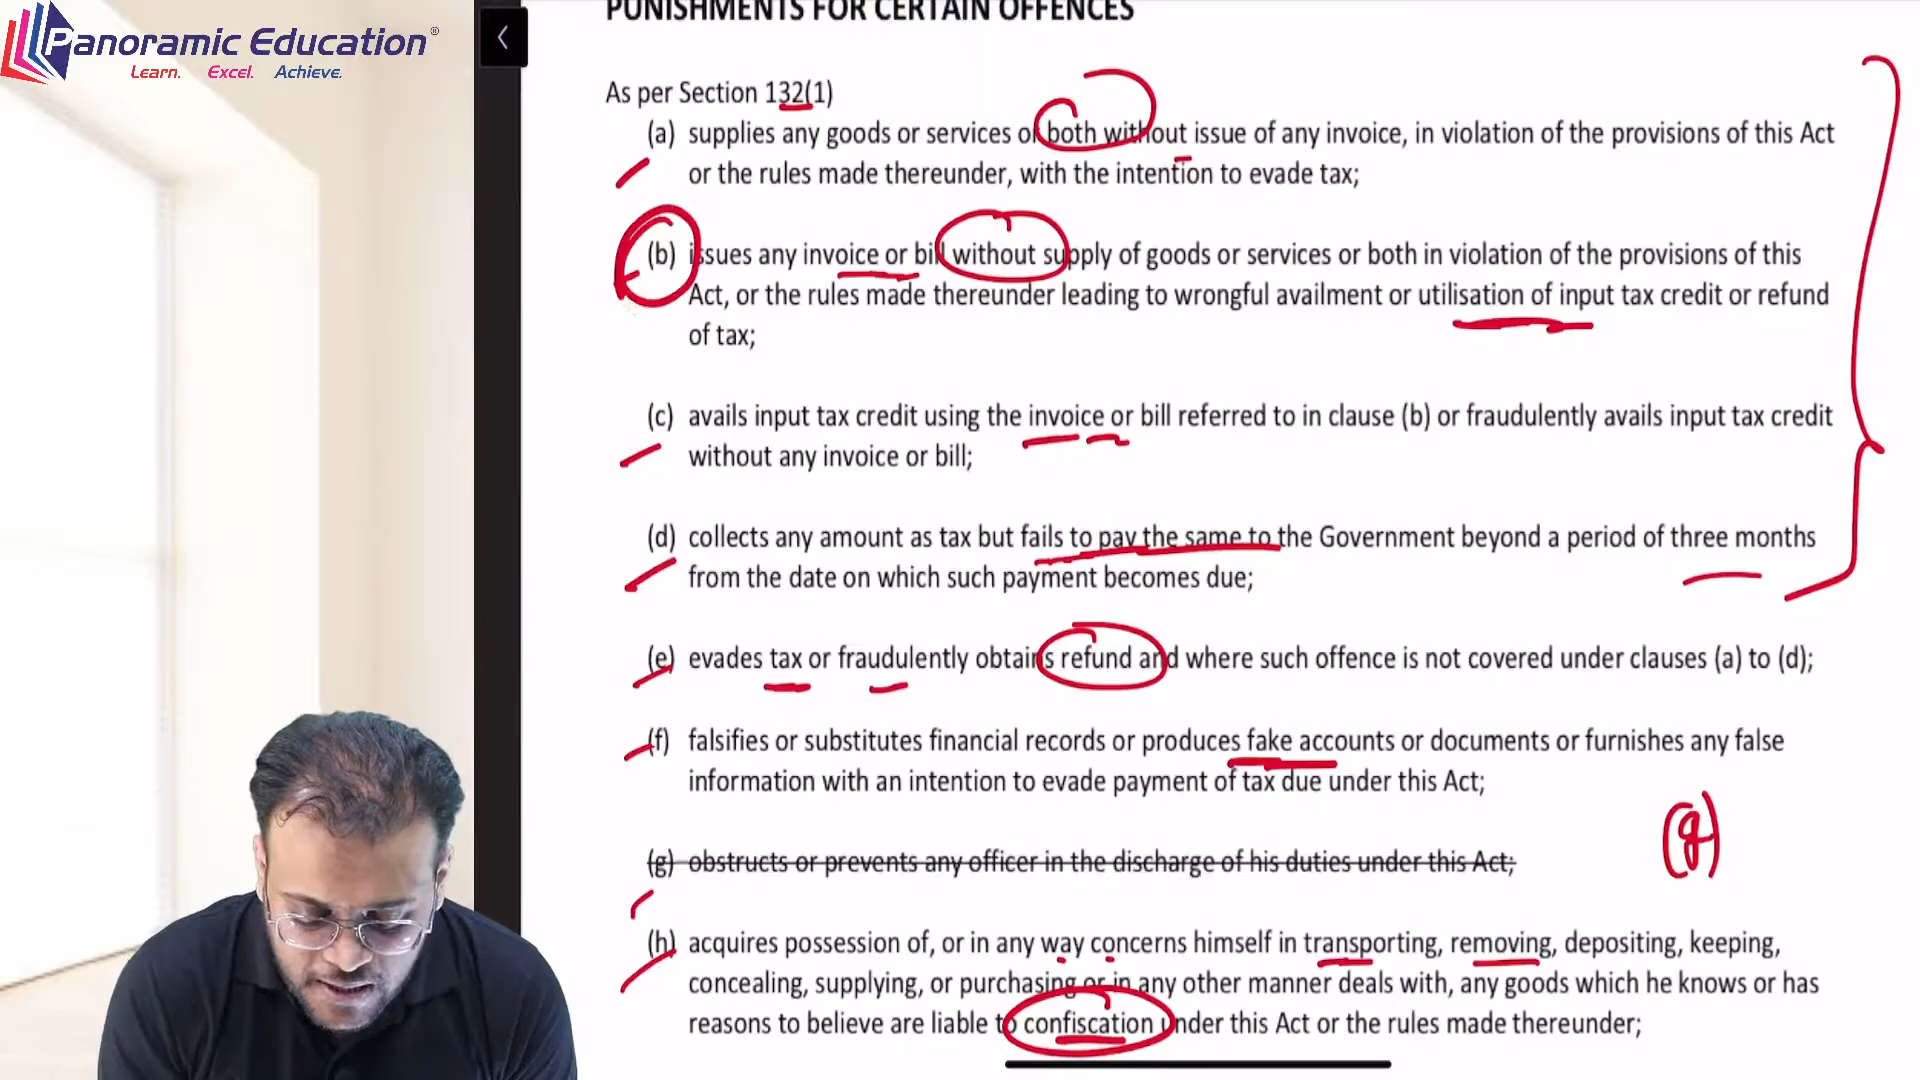 Panoramic Education®
Learn. Excel. Achieve.
PUNISHMENTS FOR CERTAIN OFFENCES
As per Section 132(1)
(a) supplies any goods or services or both without issue of any invoice, in violation of the provisions of this Act
or the rules made thereunder, with the intention to evade tax;
(b) issues any invoice or bill without supply of goods or services or both in violation of the provisions of this
Act, or the rules made thereunder leading to wrongful availment or utilisation of input tax credit or refund
of tax;
(c) avails input tax credit using the invoice or bill referred to in clause (b) or fraudulently avails input tax credit
without any invoice or bill;
(d) collects any amount as tax but fails to pay the same to the Government beyond a period of three months
from the date on which such payment becomes due;
(e) evades tax or fraudulently obtains refund and where such offence is not covered under clauses (a) to (d);
(f) falsifies or substitutes financial records or produces fake accounts or documents or furnishes any false
information with an intention to evade payment of tax due under this Act;
(g)
(g) obstructs or prevents any officer in the discharge of his duties under this Act;
(h) acquires possession of, or in any way concerns himself in transporting, removing, depositing, keeping,
concealing, supplying, or purchasing or in any other manner deals with, any goods which he knows or has
reasons to believe are liable to confiscation under this Act or the rules made thereunder;